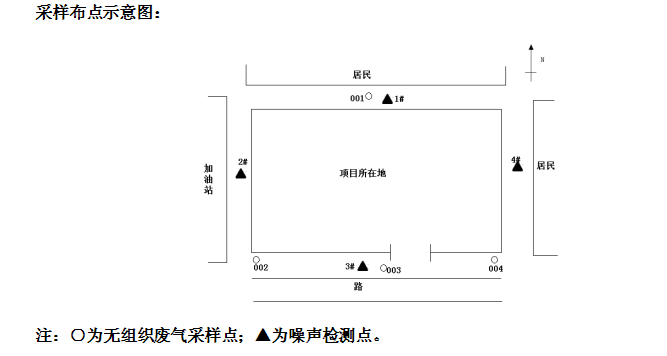 采样布点示意图：
N
居民
001○ ▲1#
加油站
2#
▲
项目所在地
4#
▲
居民
002
3#▲
○003
004
路
注：○为无组织废气采样点；▲为噪声检测点。